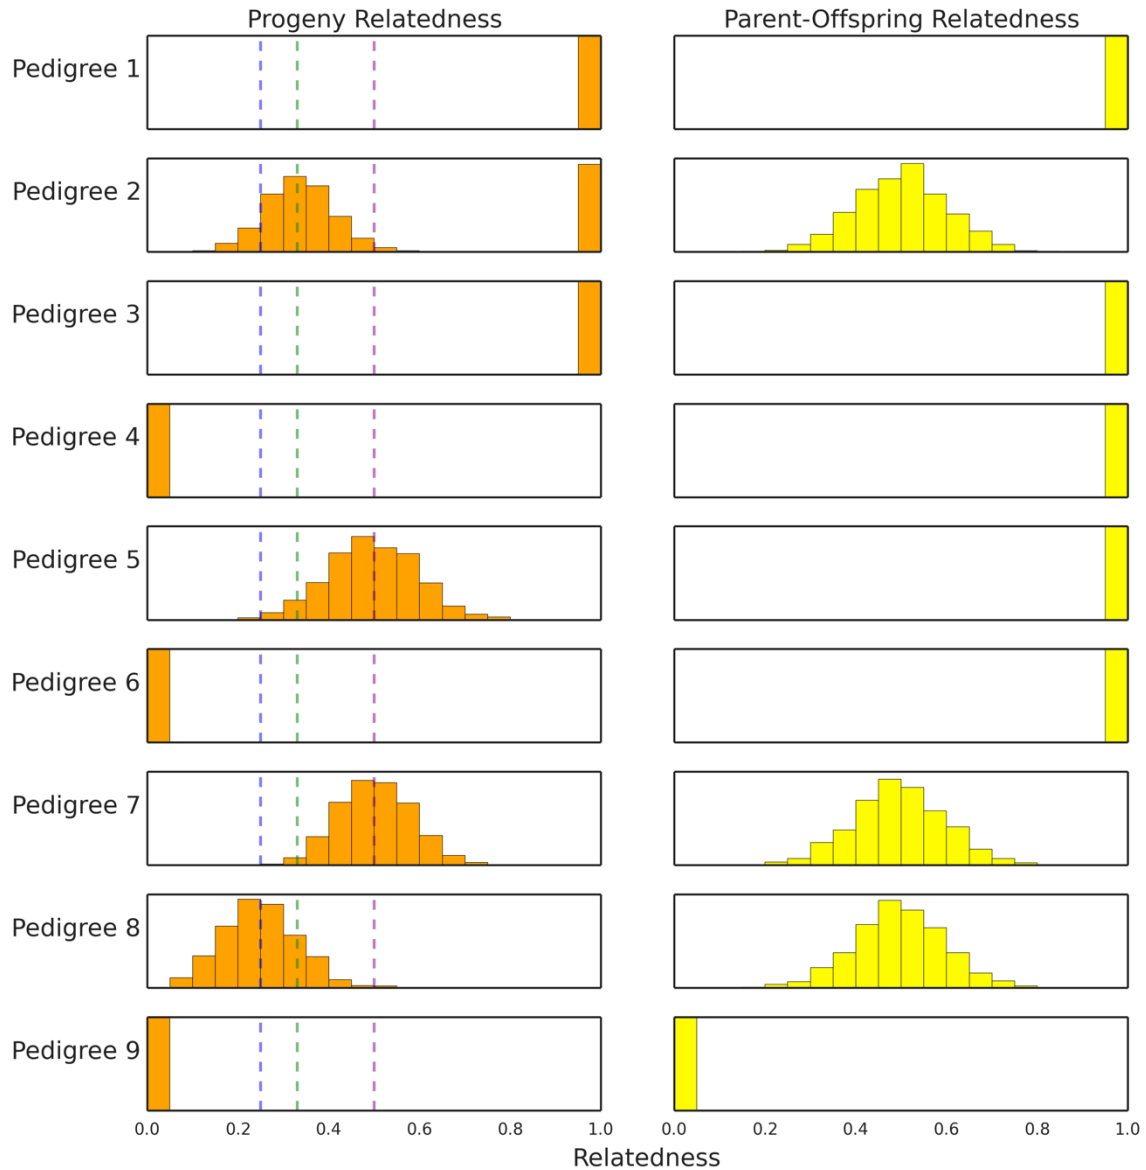 Progeny Relatedness
Parent-Offspring Relatedness
Pedigree 1
Pedigree 2
Pedigree 3
Pedigree 4
Pedigree 5
Pedigree 6
Pedigree 7
Pedigree 8
Pedigree 9
0.0 0.2 0.4 0.6 0.8 1.0
0.0 0.2 0.4 0.6 0.8 1.0
Relatedness